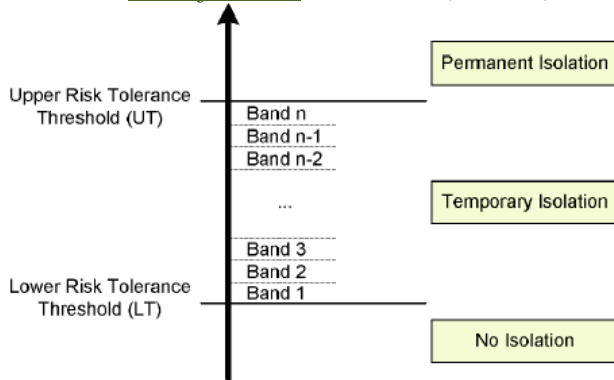 Permanent Isolation
Upper Risk Tolerance
Threshold (UT)
Band n
Band n-1
Band n-2
...
Temporary Isolation
Band 3
Band 2
Band 1
Lower Risk Tolerance
Threshold (LT)
No Isolation